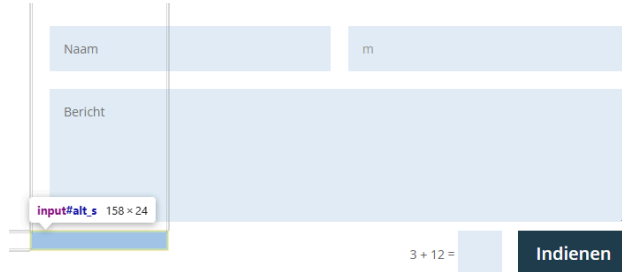 Naam
m
Bericht
input#alt_s 158 × 24
3 + 12 =
Indienen